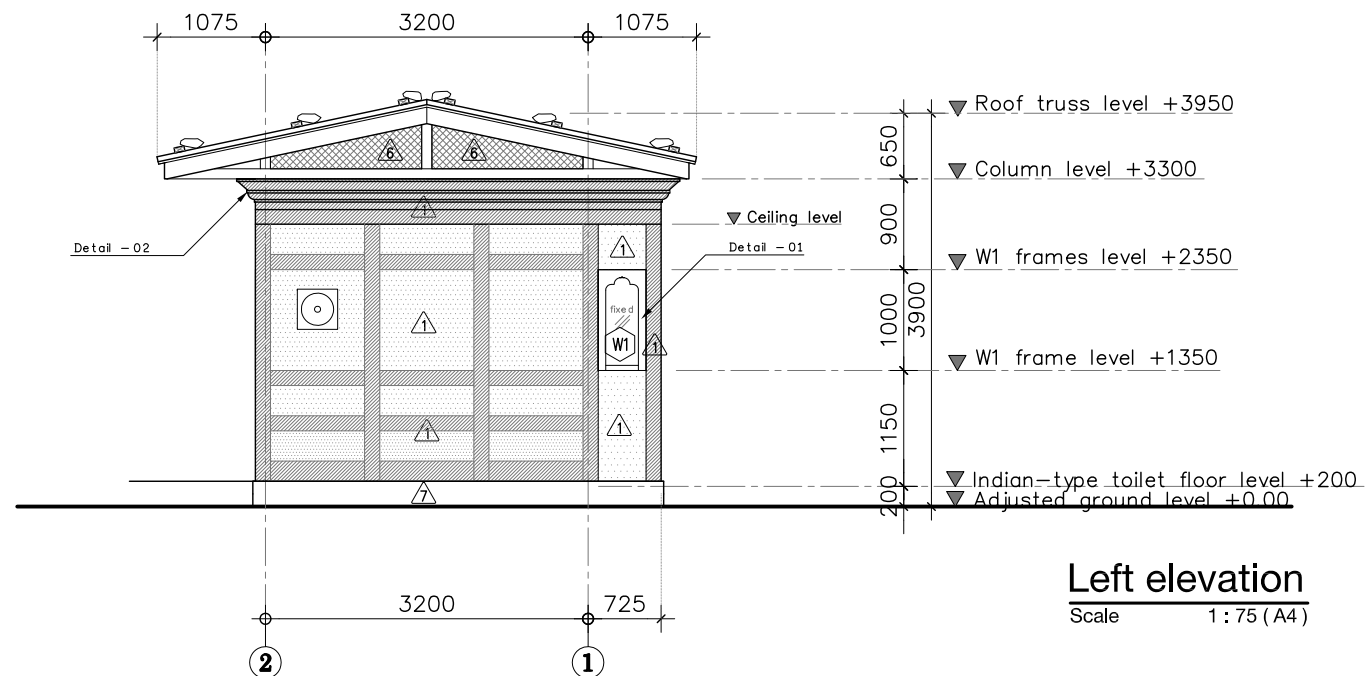 1075 3200 1075
Roof truss level +3950
650
6 6
Column level +3300
1
Ceiling level
900
Detail -02
Detail -01
1
W1 frames level +2350
fixed
1000
3900
1
W1
1
W1 frame level +1350
1150
1
1
Indian-type toilet floor level +200
7
200
Adjusted ground level +0.00
Left elevation
Scale 1 : 75 ( A4 )
3200 725
2 1